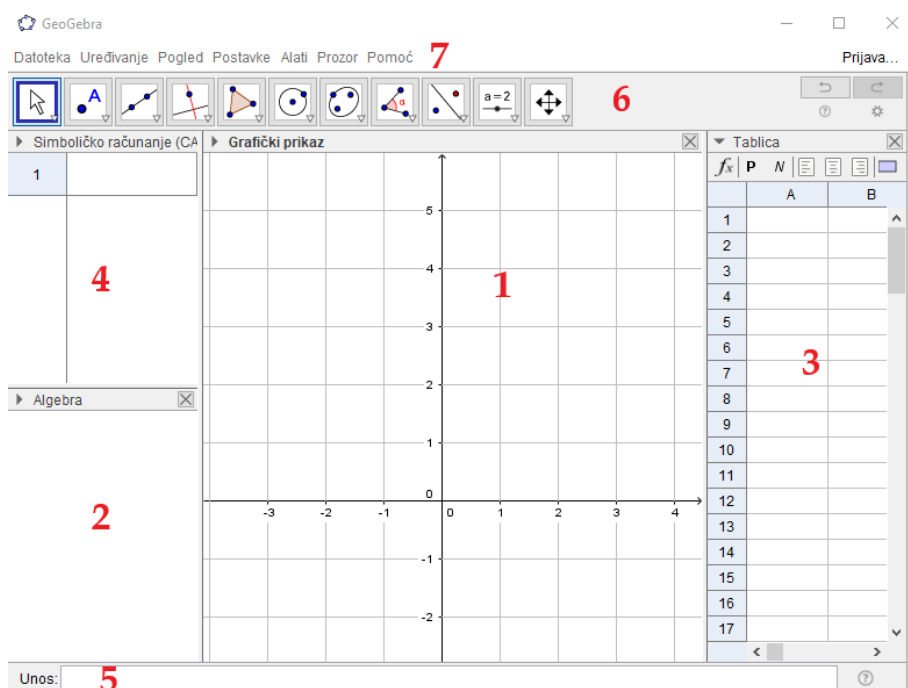 GeoGebra
Datoteka Uređivanje Pogled Postavke Alati Prozor Pomoć 7 Prijava...
A α a=2 6
Simboličko računanje (CA
1
4
Algebra
2
Grafički prikaz
5
4
1
3
2
1
0
-3 -2 -1 0 1 2 3 4
-1
-2
Tablica
fx P N
A B
1
2
3
4
5
6
3
7
8
9
10
11
12
13
14
15
16
17
Unos: 5